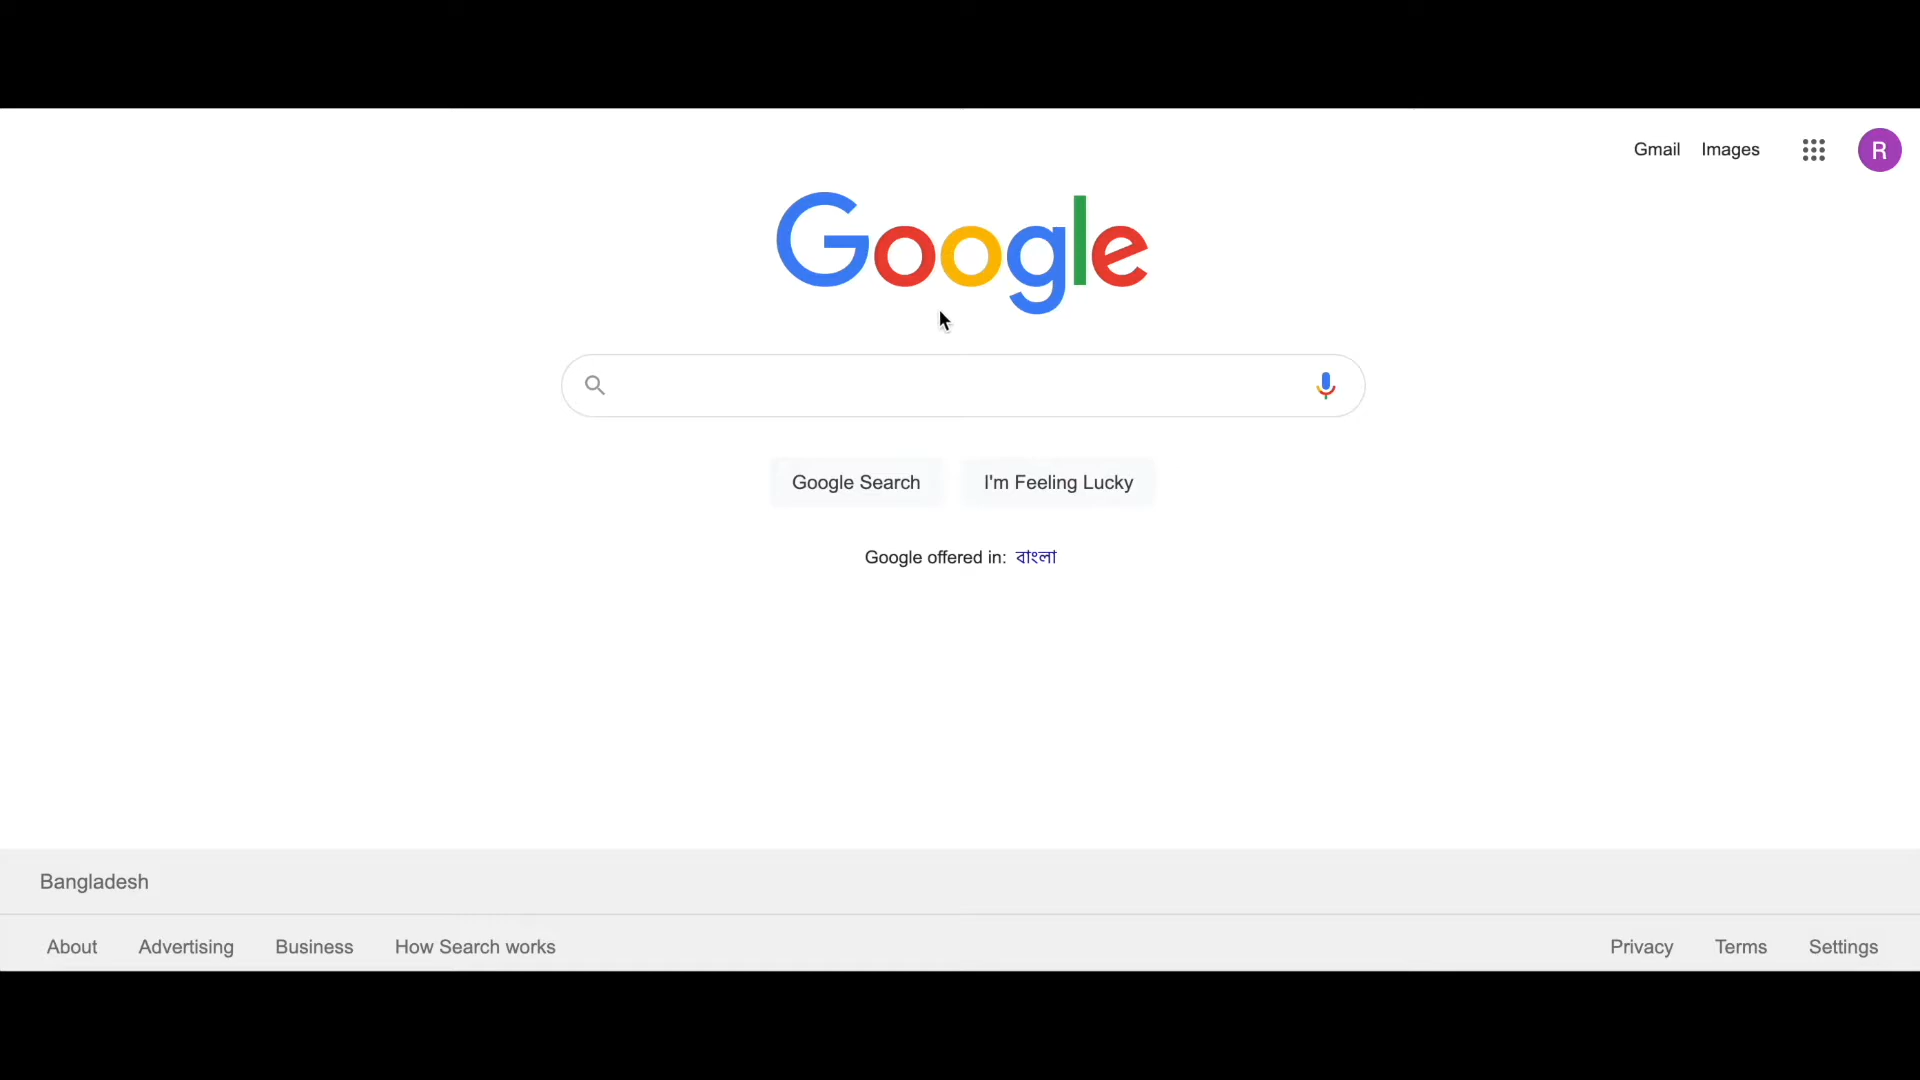 Gmail Images R
Google
Google Search I'm Feeling Lucky
Google offered in: বাংলা
Bangladesh
About Advertising Business How Search works Privacy Terms Settings